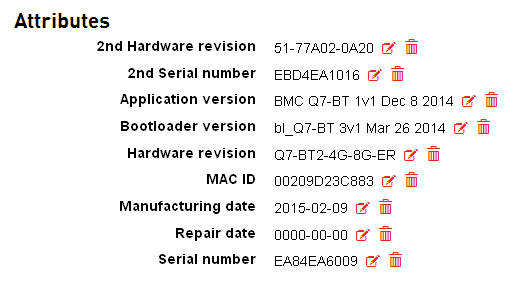 Attributes
2nd Hardware revision 51-77A02-0A20
2nd Serial number EBD4EA1016
Application version BMC Q7-BT 1v1 Dec 8 2014
Bootloader version bl_Q7-BT 3v1 Mar 26 2014
Hardware revision Q7-BT2-4G-8G-ER
MAC ID 00209D23C883
Manufacturing date 2015-02-09
Repair date 0000-00-00
Serial number EA84EA6009